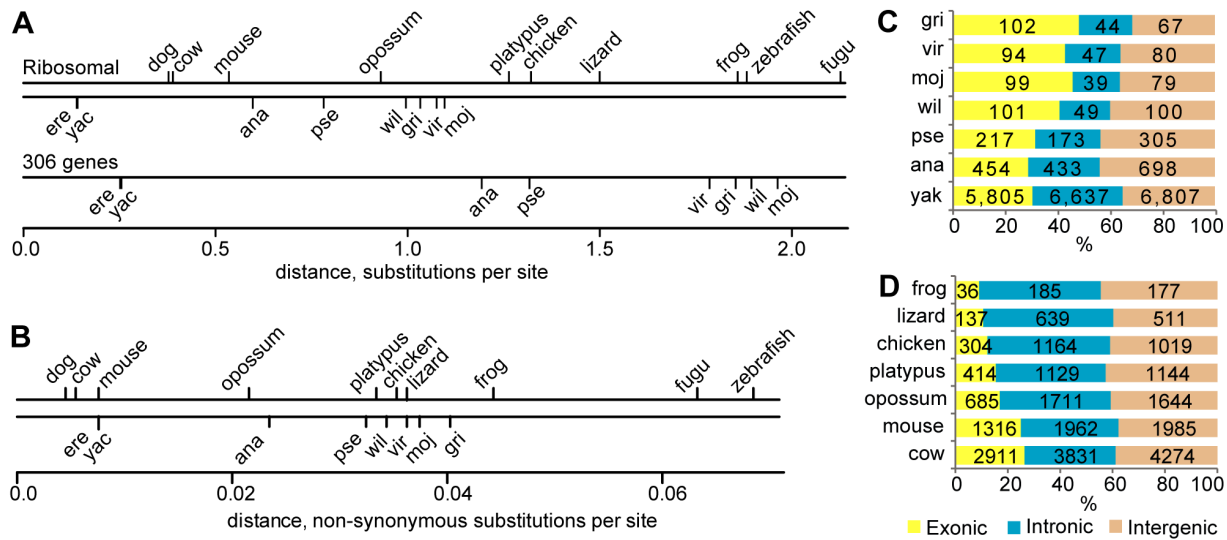 A
Ribosomal
dog
cow
mouse
opossum
platypus
chicken
lizard
frog
zebrafish
fugu
ere
yac
ana
pse
wil
gri
vir
moj
306 genes
ere
yac
ana
pse
vir
gri
wil
moj
0.0 0.5 1.0 1.5 2.0
distance, substitutions per site
B
dog
cow
mouse
opossum
platypus
chicken
lizard
frog
fugu
zebrafish
ere
yac
ana
pse
wil
vir
moj
gri
0.0 0.02 0.04 0.06
distance, non-synonymous substitutions per site
C
gri 102 44 67
vir 94 47 80
moj 99 39 79
wil 101 49 100
pse 217 173 305
ana 454 433 698
yak 5,805 6,637 6,807
0 20 40 60 80 100
%
D
frog 36 185 177
lizard 137 639 511
chicken 304 1164 1019
platypus 414 1129 1144
opossum 685 1711 1644
mouse 1316 1962 1985
cow 2911 3831 4274
0 20 40 60 80 100
%
Exonic Intronic Intergenic